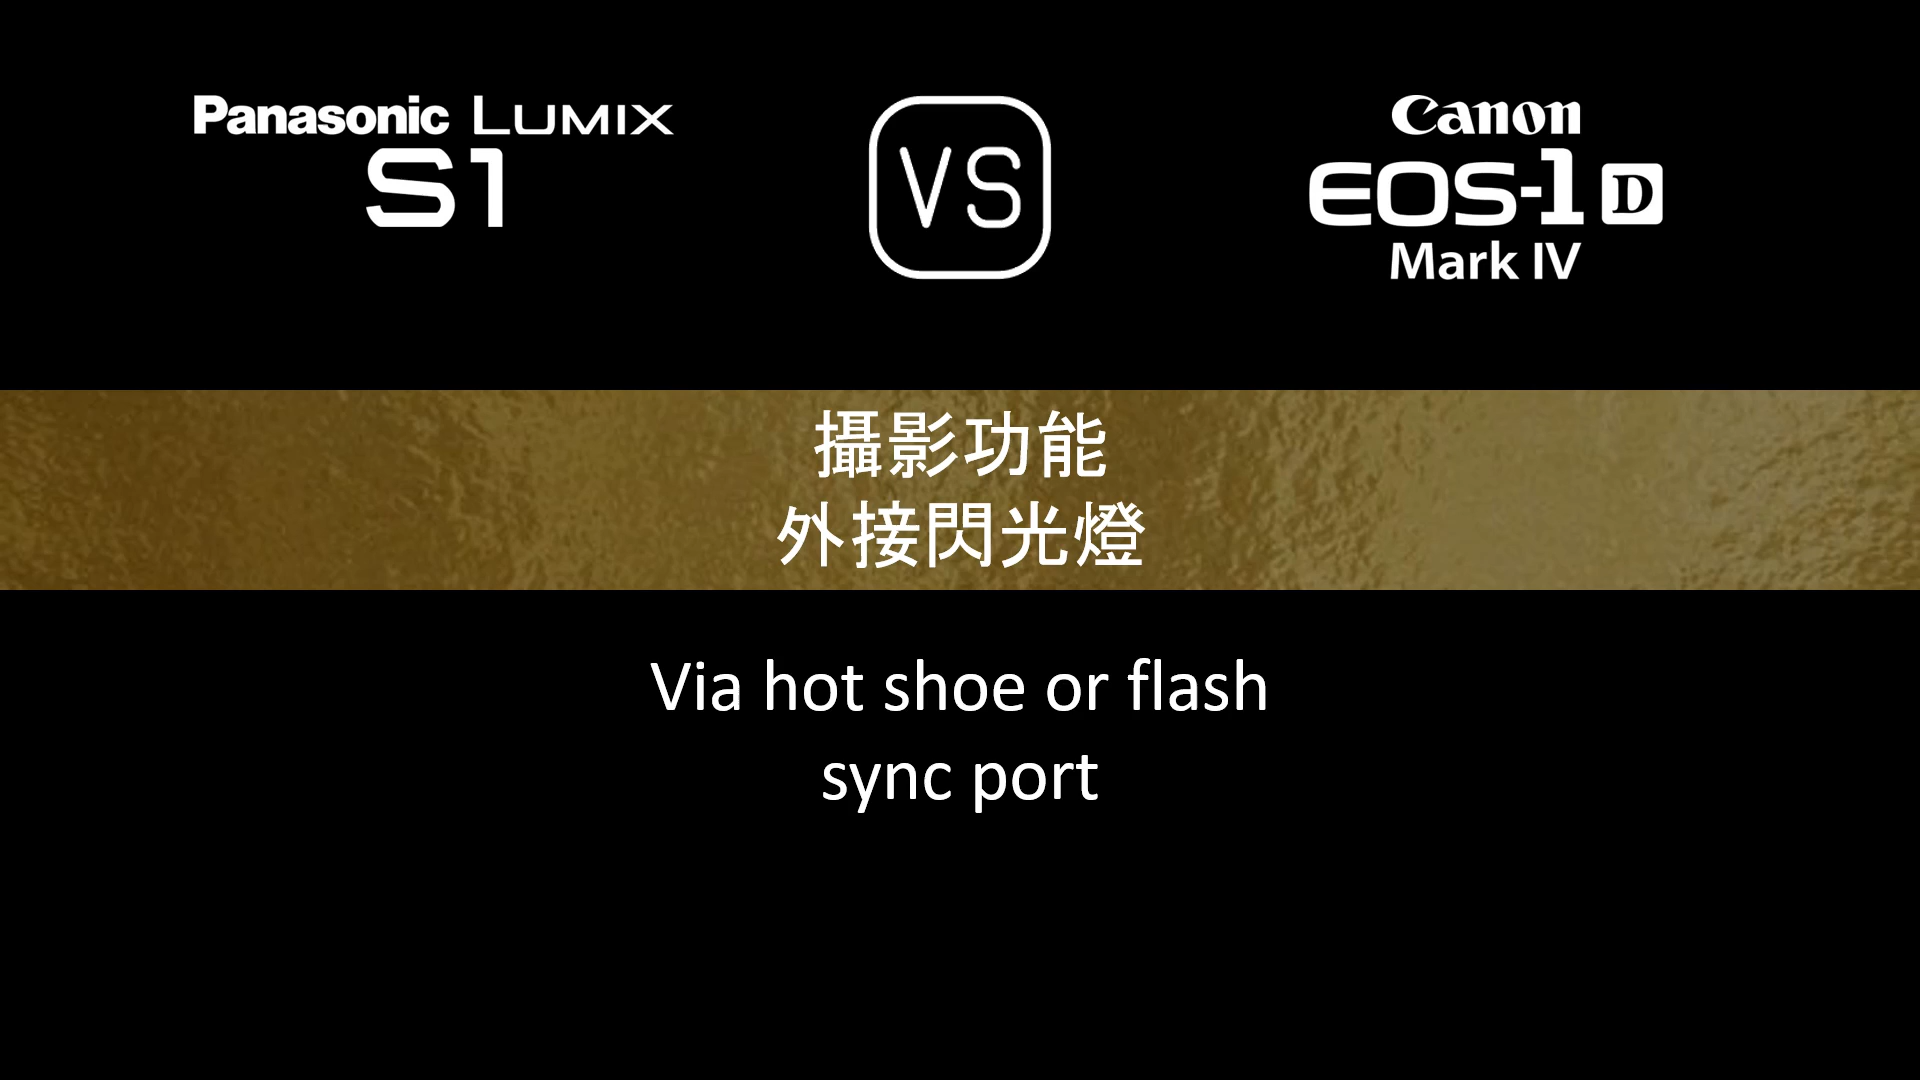 Panasonic LUMIX
S1
VS
Canon
EOS-1 D
Mark IV
攝影功能
外接閃光燈
Via hot shoe or flash
sync port